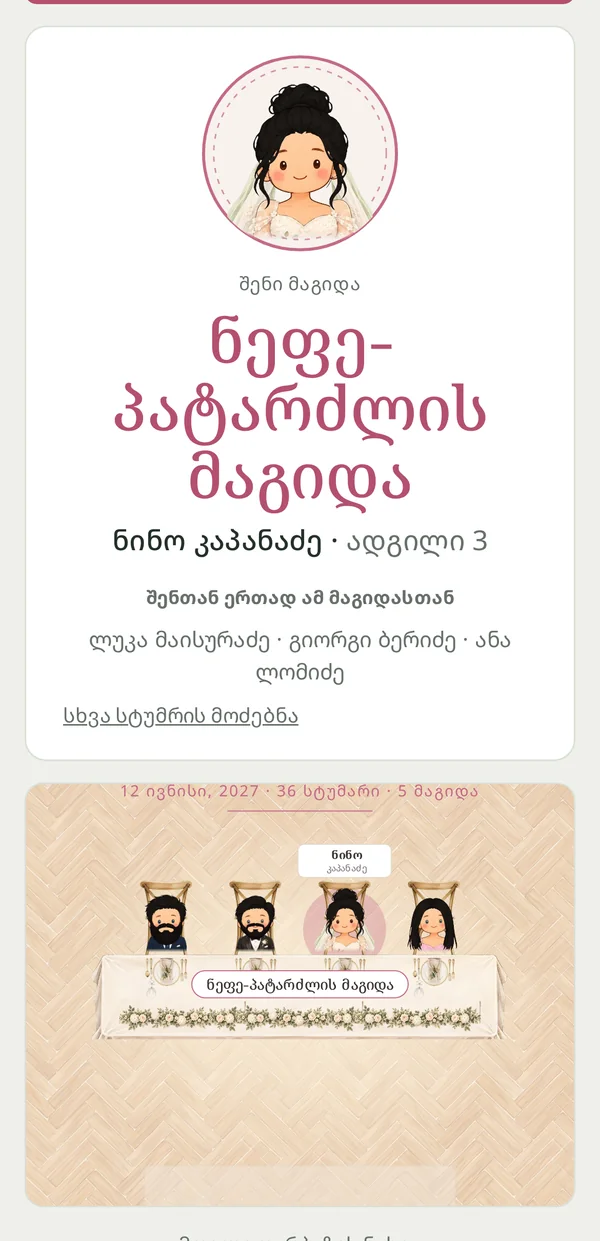 შენი მაგიდა
ნეფე-
პატარძლის
მაგიდა
ნინო კაპანაძე · ადგილი 3
შენთან ერთად ამ მაგიდასთან
ლუკა მაისურაძე · გიორგი ბერიძე · ანა
ლომიძე
სხვა სტუმრის მოძებნა
12 ივნისი, 2027 · 36 სტუმარი · 5 მაგიდა
ნინო
კაპანაძე
ნეფე-პატარძლის მაგიდა